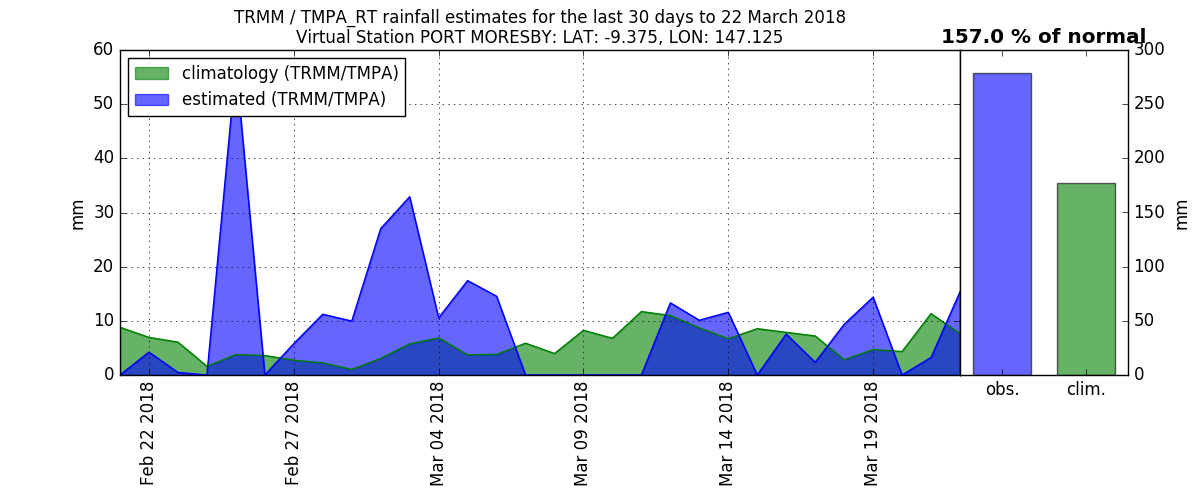 TRMM / TMPA_RT rainfall estimates for the last 30 days to 22 March 2018
Virtual Station PORT MORESBY: LAT: -9.375, LON: 147.125
157.0 % of normal
climatology (TRMM/TMPA)
estimated (TRMM/TMPA)
60
50
40
30
20
10
0
mm
300
250
200
150
100
50
0
mm
Feb 22 2018
Feb 27 2018
Mar 04 2018
Mar 09 2018
Mar 14 2018
Mar 19 2018
obs.
clim.